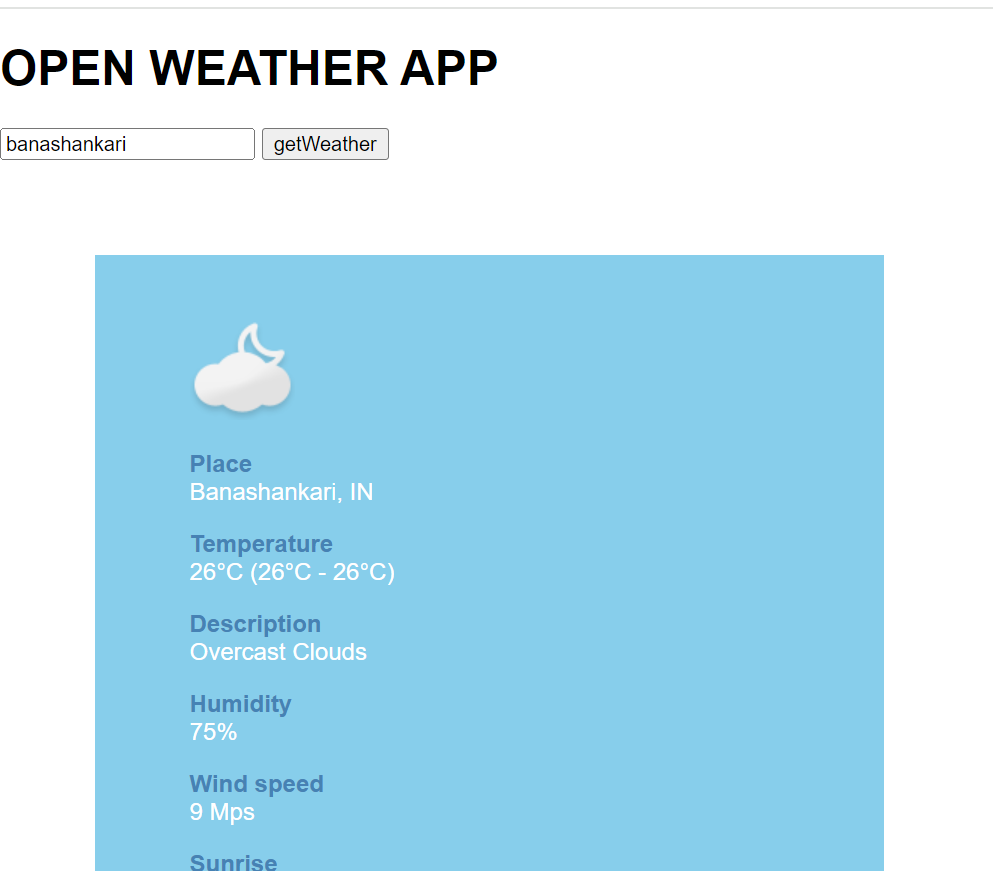 OPEN WEATHER APP
banashankari getWeather
Place
Banashankari, IN
Temperature
26°C (26°C - 26°C)
Description
Overcast Clouds
Humidity
75%
Wind speed
9 Mps
Sunrise